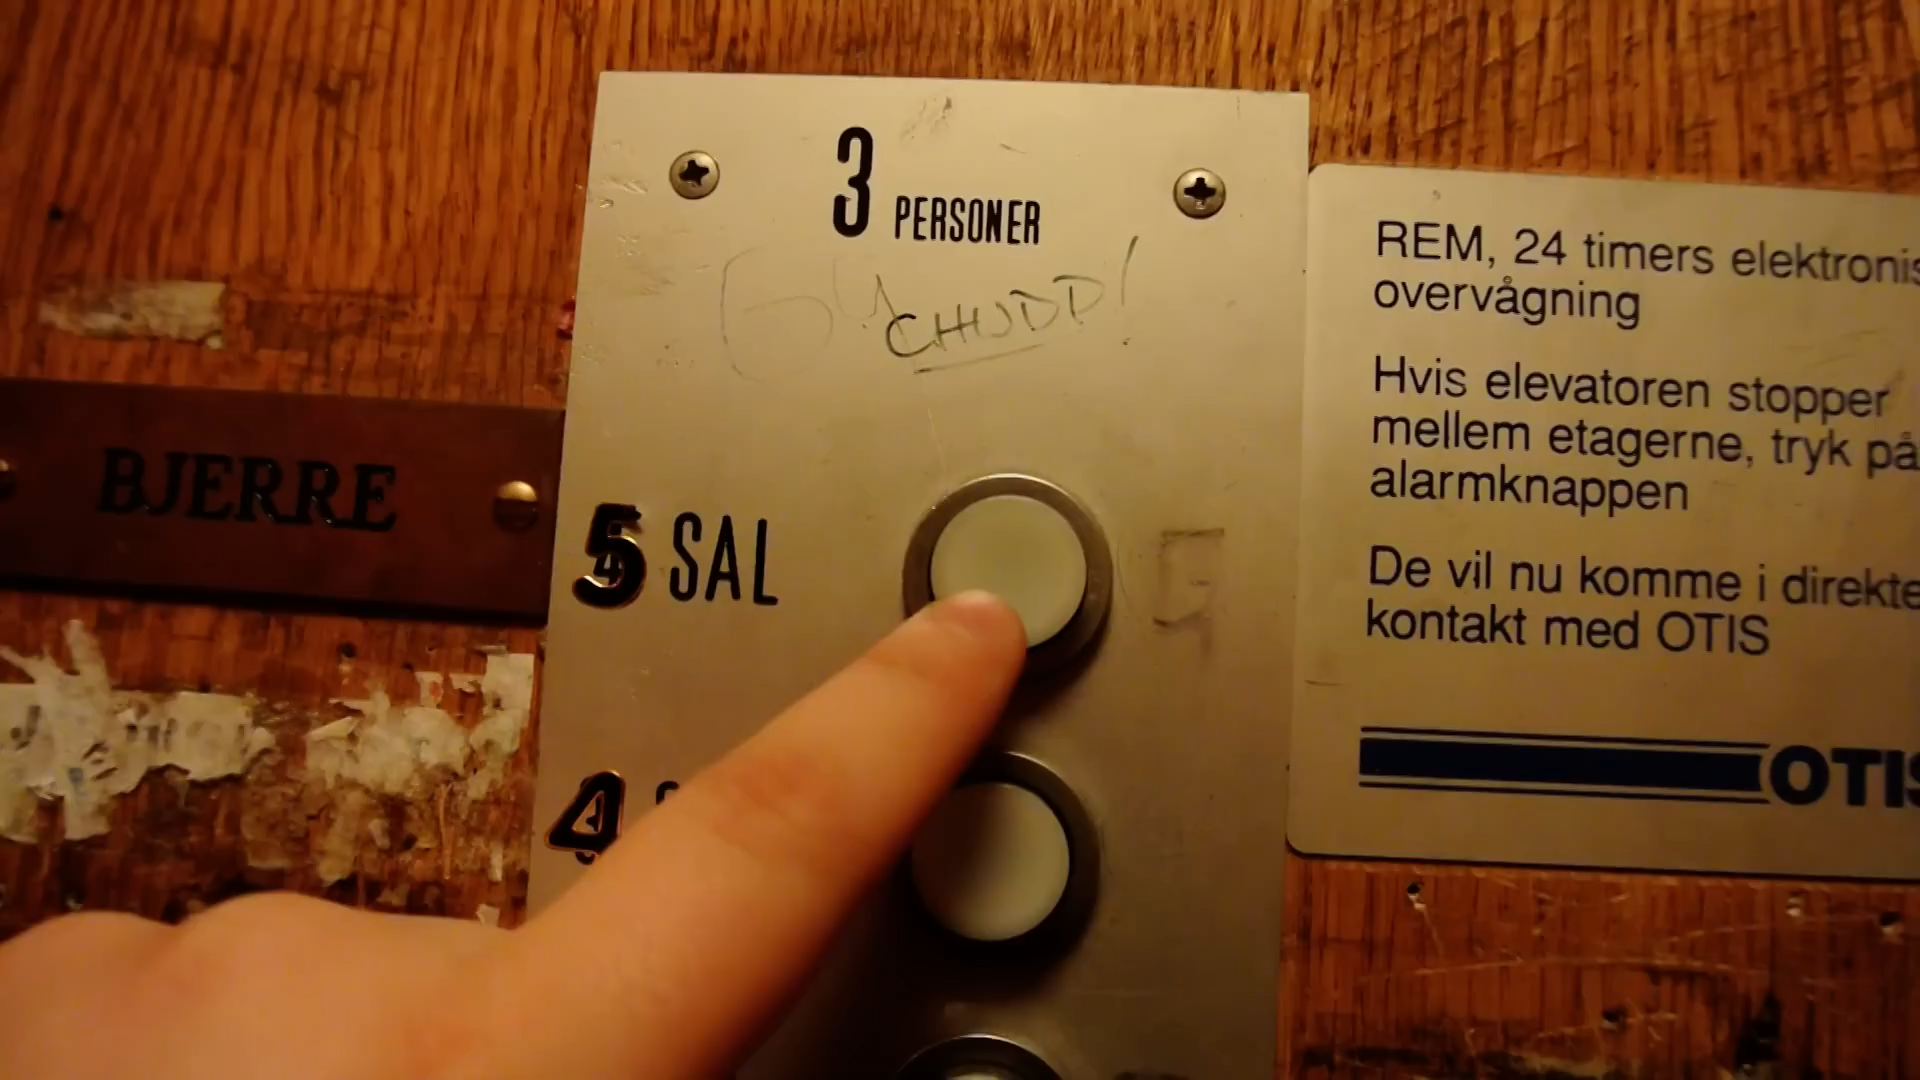 3 PERSONER
CHUDD!
BJERRE
5 SAL
4
REM, 24 timers elektronis
overvågning
Hvis elevatoren stopper
mellem etagerne, tryk på
alarmknappen
De vil nu komme i direkte
kontakt med OTIS
OTIS